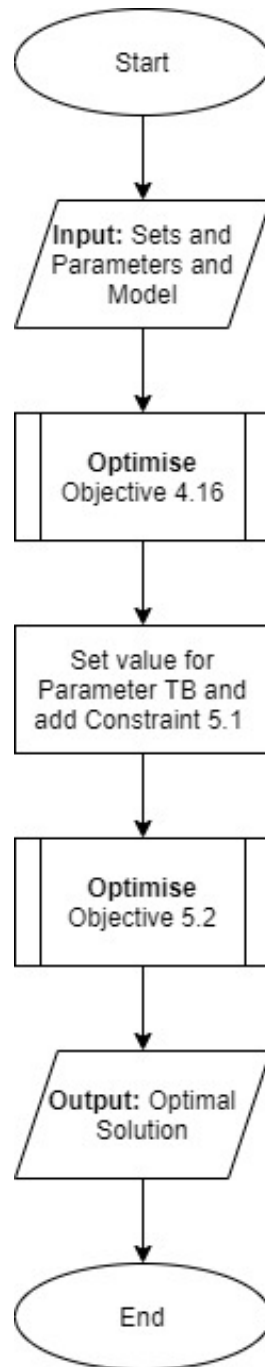 Start
Input: Sets and
Parameters and
Model
Optimise
Objective 4.16
Set value for
Parameter TB and
add Constraint 5.1
Optimise
Objective 5.2
Output: Optimal
Solution
End